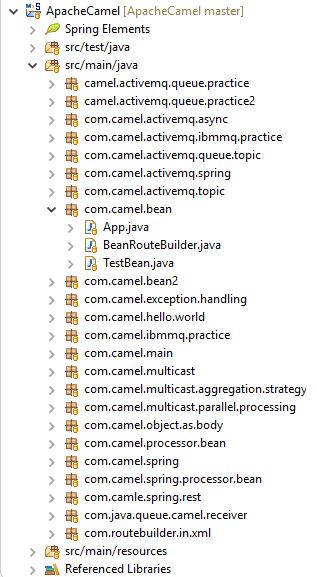 ApacheCamel [ApacheCamel master]
Spring Elements
src/test/java
src/main/java
camel.activemq.queue.practice
camel.activemq.queue.practice2
com.camel.activemq.async
com.camel.activemq.ibmmq.practice
com.camel.activemq.queue.topic
com.camel.activemq.spring
com.camel.activemq.topic
com.camel.bean
App.java
BeanRouteBuilder.java
TestBean.java
com.camel.bean2
com.camel.exception.handling
com.camel.hello.world
com.camel.ibmmq.practice
com.camel.main
com.camel.multicast
com.camel.multicast.aggregation.strategy
com.camel.multicast.parallel.processing
com.camel.object.as.body
com.camel.processor.bean
com.camel.spring
com.camel.spring.processor.bean
com.camle.spring.rest
com.java.queue.camel.receiver
com.routebuilder.in.xml
src/main/resources
Referenced Libraries